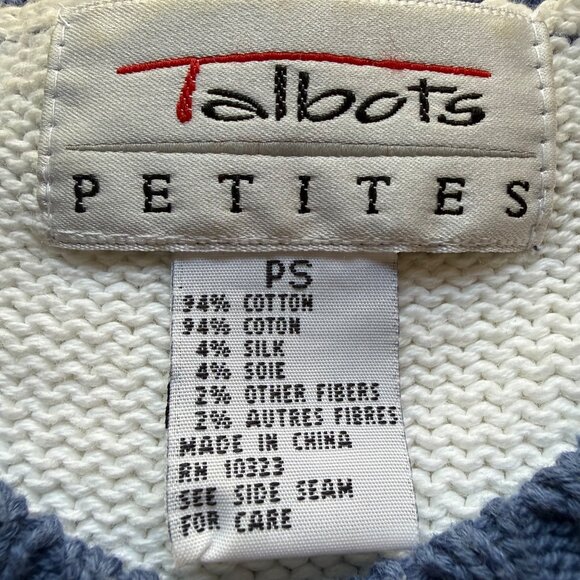 Talbots
PETITES
PS
94% COTTON
94% COTON
4% SILK
4% SOIE
2% OTHER FIBERS
2% AUTRES FIBRES
MADE IN CHINA
RN 10323
SEE SIDE SEAM
FOR CARE